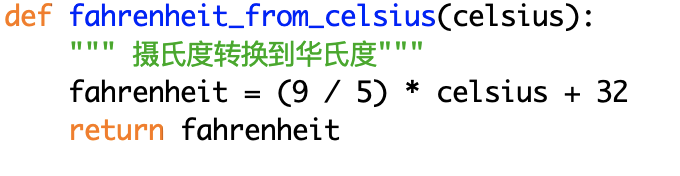 def fahrenheit_from_celsius(celsius):
    """ 摄氏度转换到华氏度"""
    fahrenheit = (9 / 5) * celsius + 32
    return fahrenheit